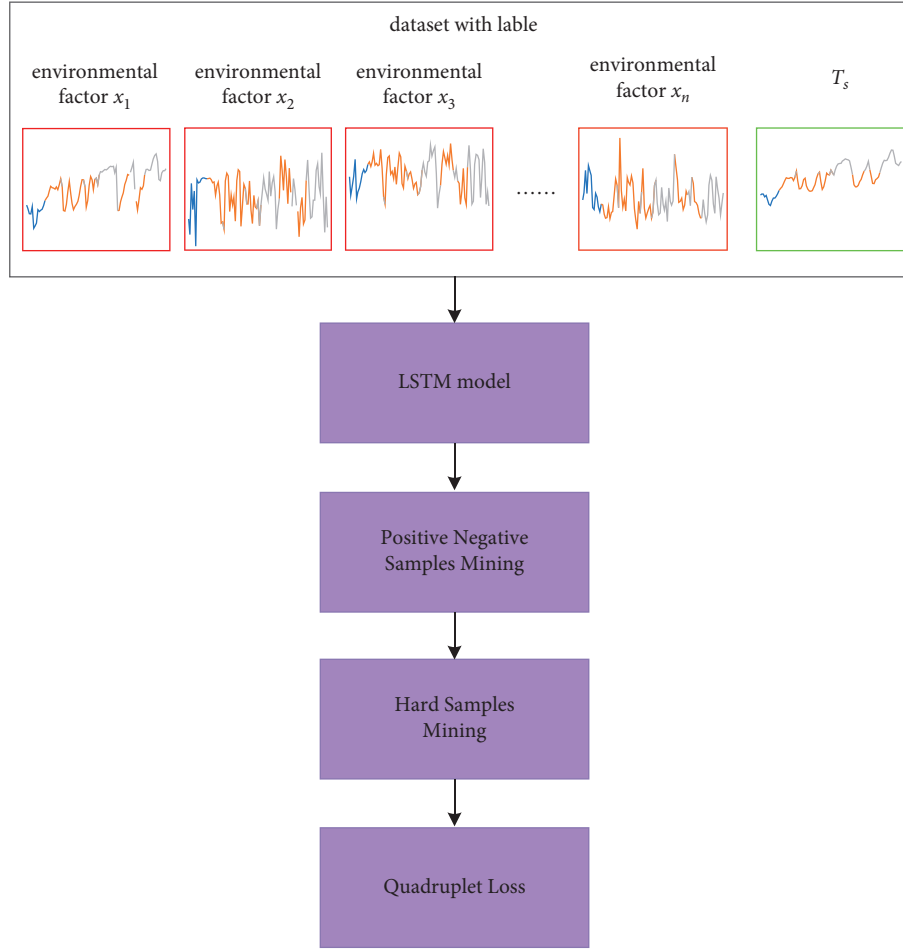 dataset with lable
environmental
factor x₁
environmental
factor x₂
environmental
factor x₃
......
environmental
factor xₙ
Tₛ
LSTM model
Positive Negative
Samples Mining
Hard Samples
Mining
Quadruplet Loss